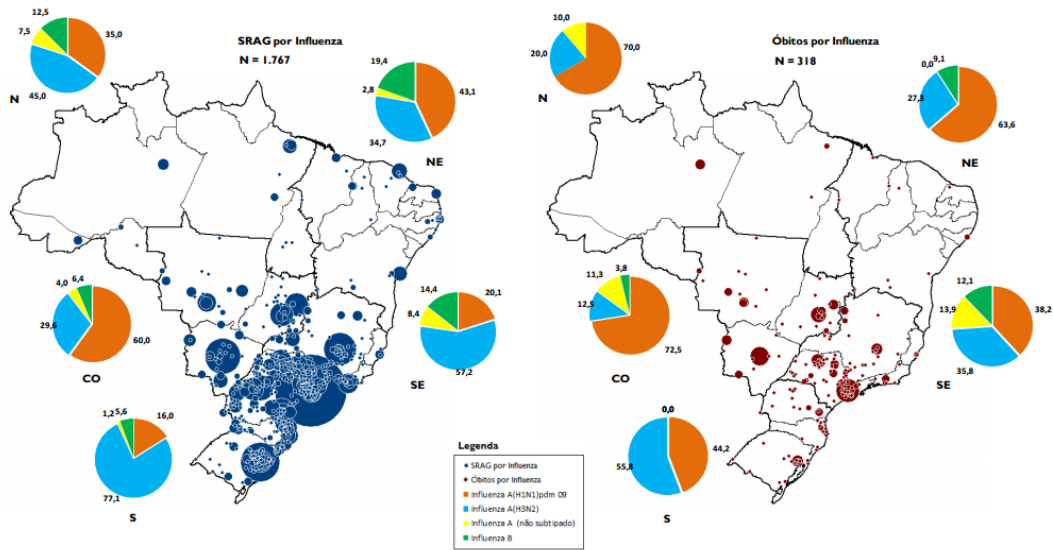 SRAG por Influenza
N = 1.767
12,5
7,5
35,0
45,0
N
19,4
2,8
43,1
34,7
NE
4,0
6,4
29,6
60,0
CO
14,4
20,1
8,4
57,2
SE
1,2
5,6
16,0
77,1
S
Óbitos por Influenza
N = 318
10,0
20,0
70,0
N
0,0
9,1
27,3
63,6
NE
11,3
3,8
12,5
72,5
CO
12,1
13,9
38,2
35,8
SE
0,0
44,2
55,8
S
Legenda
SRAG por Influenza
Óbitos por Influenza
Influenza A(H1N1)pdm 09
Influenza A(H3N2)
Influenza A (não subtipado)
Influenza B